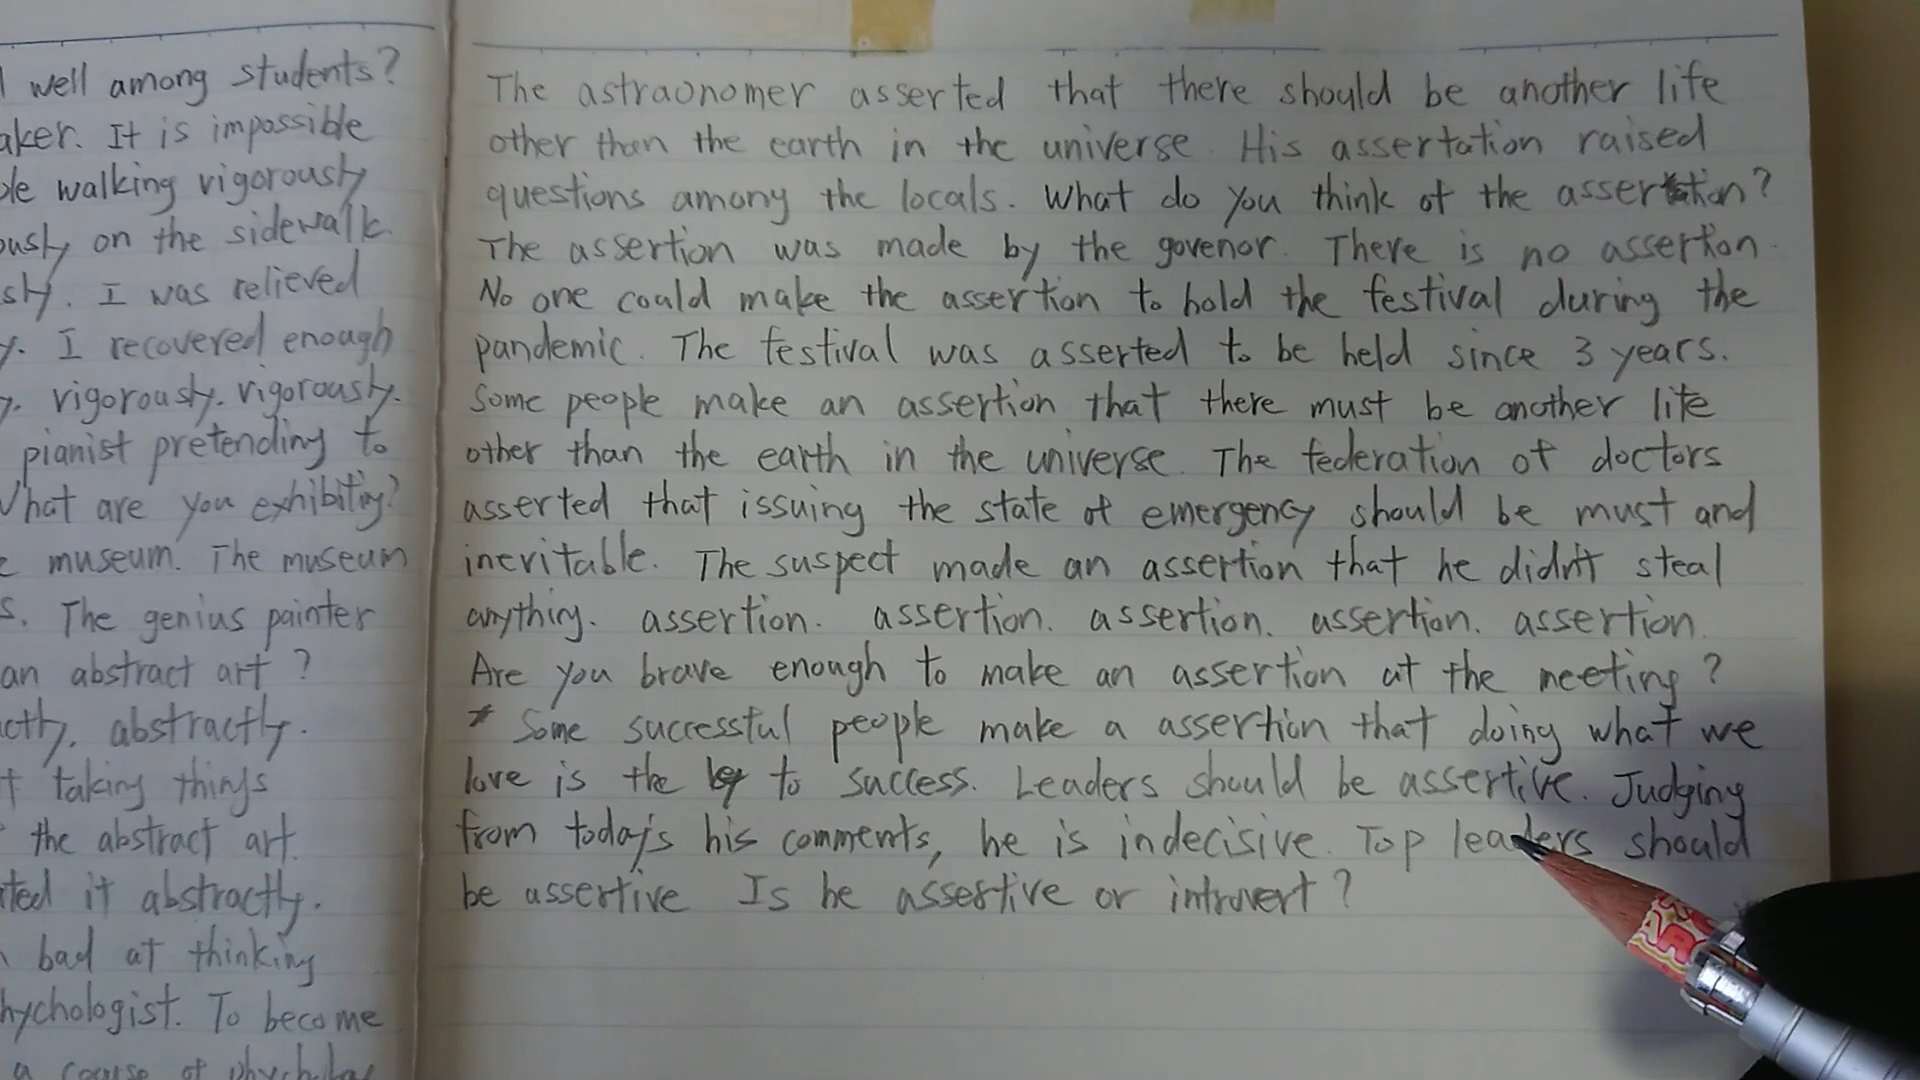 l well among students?
aker. It is impossible
ple walking vigorously
ously on the sidewalk.
sly. I was relieved
y. I recovered enough
y. vigorously. vigorously.
pianist pretending to
What are you exhibiting?
e museum. The museum
s. The genius painter
an abstract art?
ctly, abstractly.
t taking things
the abstract art.
ted it abstractly.
bad at thinking
hychologist. To become
a course of phychology
The astraonomer asserted that there should be another life
other than the earth in the universe. His assertation raised
questions among the locals. What do you think of the assertion?
The assertion was made by the govenor. There is no assertion.
No one could make the assertion to hold the festival during the
pandemic. The festival was asserted to be held since 3 years.
Some people make an assertion that there must be another life
other than the earth in the universe. The federation of doctors
asserted that issuing the state of emergency should be must and
inevitable. The suspect made an assertion that he didn't steal
anything. assertion. assertion. assertion. assertion. assertion.
Are you brave enough to make an assertion at the meeting?
* Some successful people make a assertion that doing what we
love is the key to success. Leaders should be assertive. Judging
from today's his comments, he is indecisive. Top leaders should
be assertive Is he assertive or introvert?